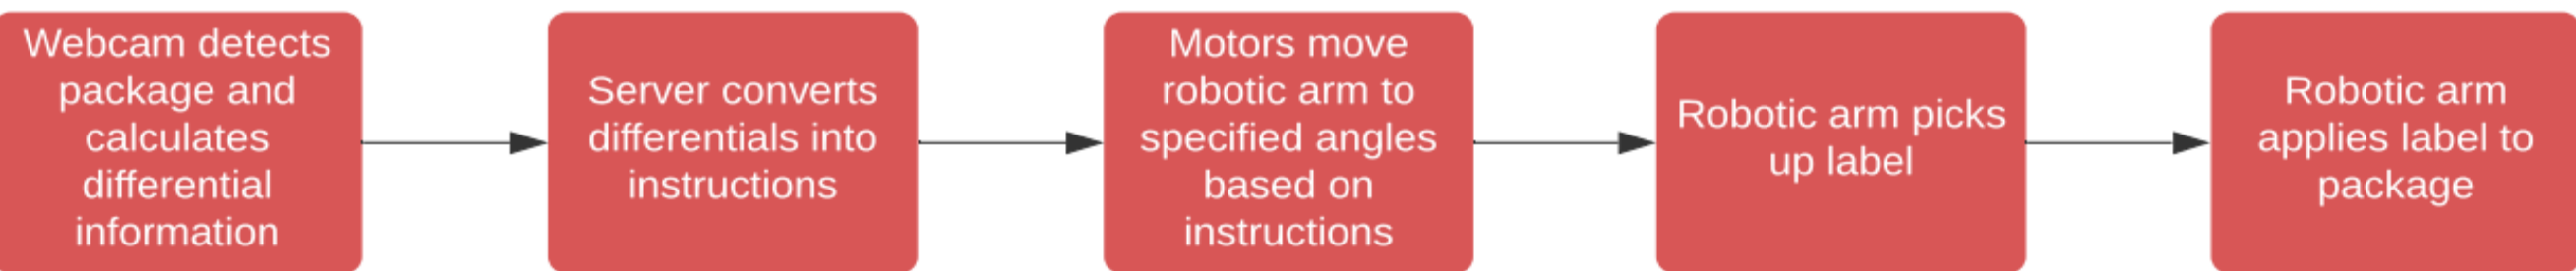 Webcam detects
package and
calculates
differential
information
Server converts
differentials into
instructions
Motors move
robotic arm to
specified angles
based on
instructions
Robotic arm picks
up label
Robotic arm
applies label to
package